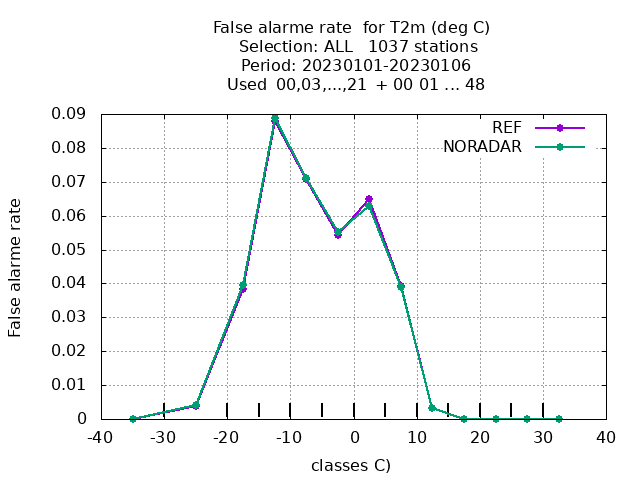 False alarme rate  for T2m (deg C)
Selection: ALL   1037 stations
Period: 20230101-20230106
Used  00,03,...,21  + 00 01 ... 48
REF
NORADAR
0.09
0.08
0.07
0.06
0.05
0.04
0.03
0.02
0.01
0
False alarme rate
-40 -30 -20 -10 0 10 20 30 40
classes C)